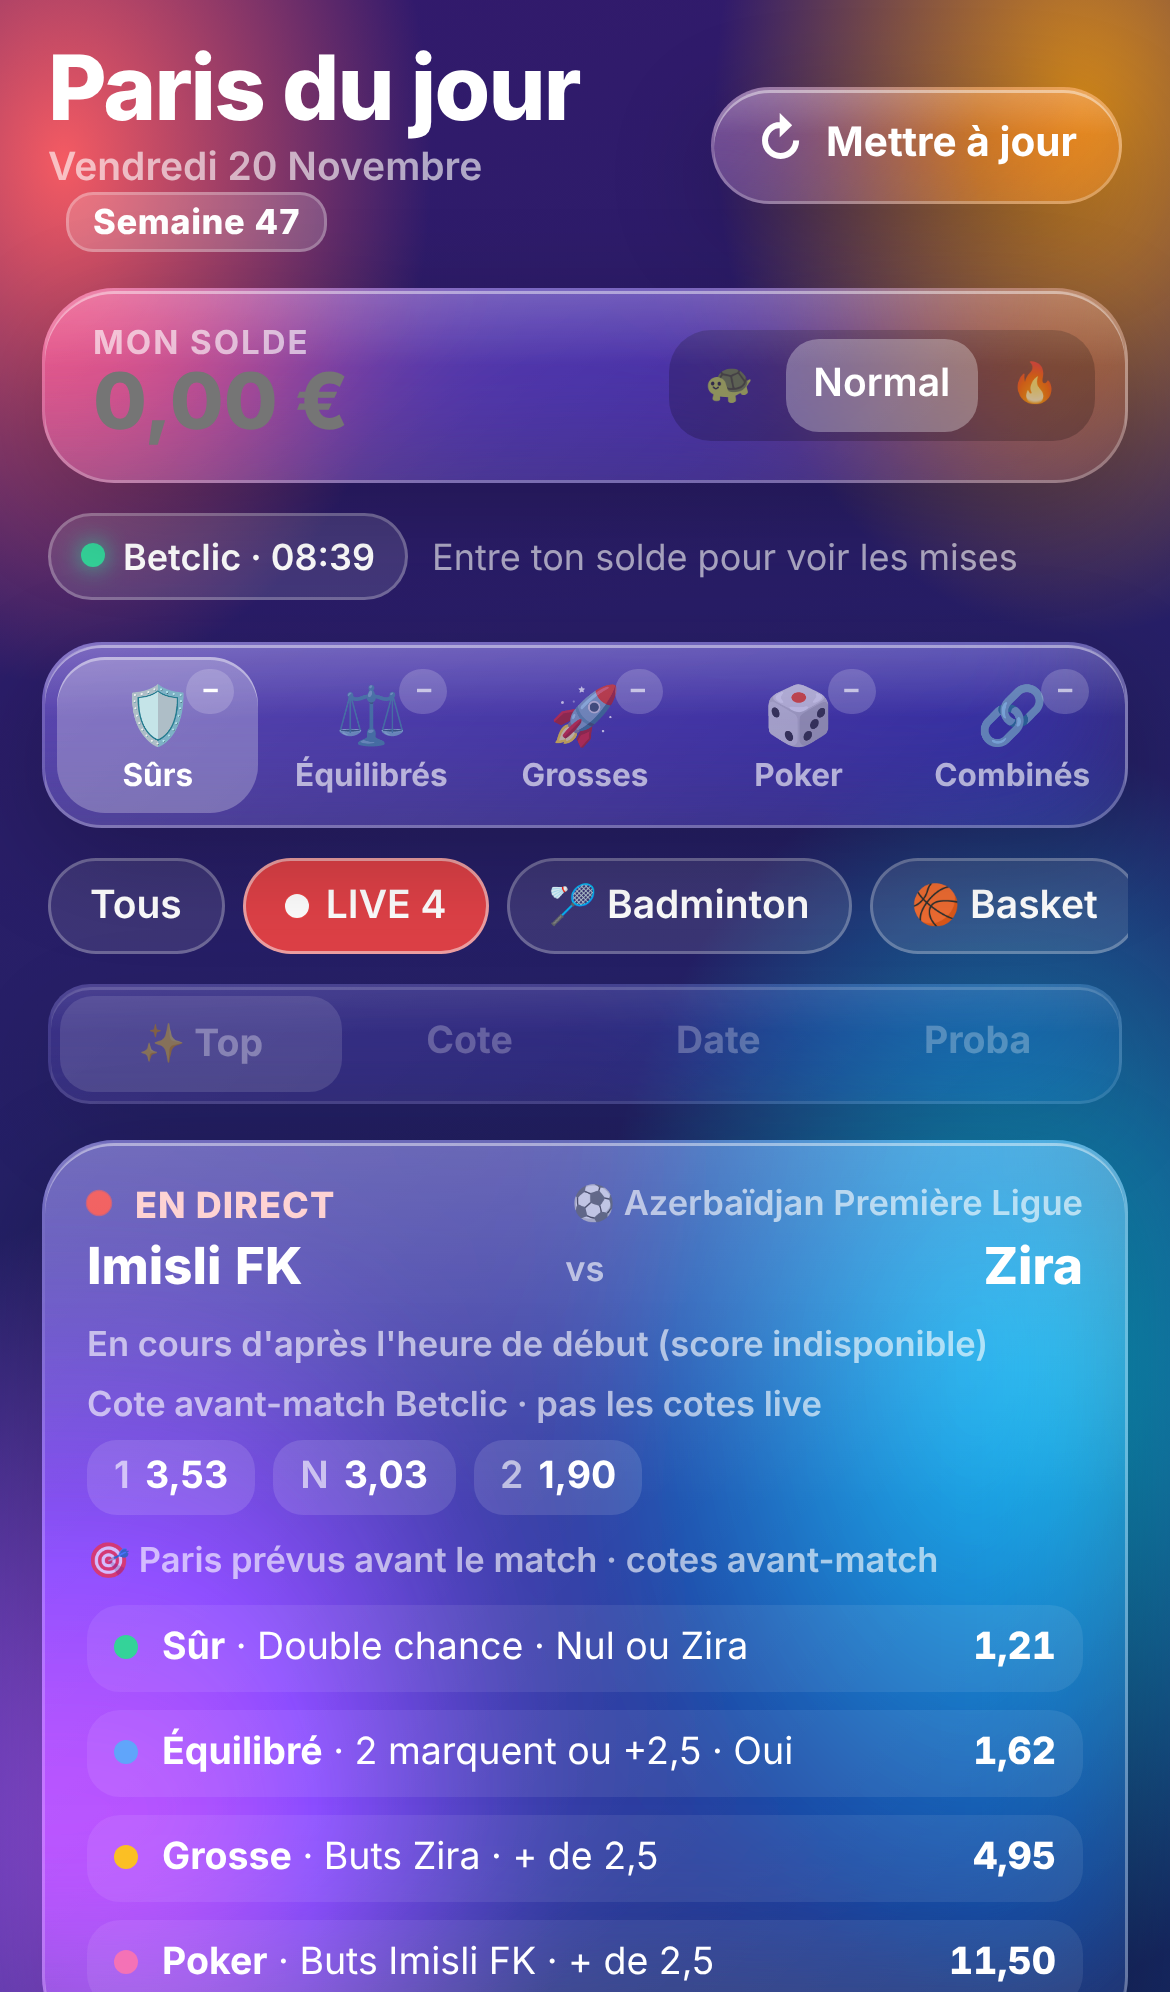 Paris du jour
Vendredi 20 Novembre
Semaine 47
Mettre à jour
MON SOLDE
0,00 €
Normal
Betclic · 08:39
Entre ton solde pour voir les mises
–
–
–
–
–
Sûrs
Équilibrés
Grosses
Poker
Combinés
Tous
LIVE 4
Badminton
Basket
Top
Cote
Date
Proba
EN DIRECT
Azerbaïdjan Première Ligue
Imisli FK
vs
Zira
En cours d'après l'heure de début (score indisponible)
Cote avant-match Betclic · pas les cotes live
1 3,53
N 3,03
2 1,90
Paris prévus avant le match · cotes avant-match
Sûr · Double chance · Nul ou Zira 1,21
Équilibré · 2 marquent ou +2,5 · Oui 1,62
Grosse · Buts Zira · + de 2,5 4,95
Poker · Buts Imisli FK · + de 2,5 11,50